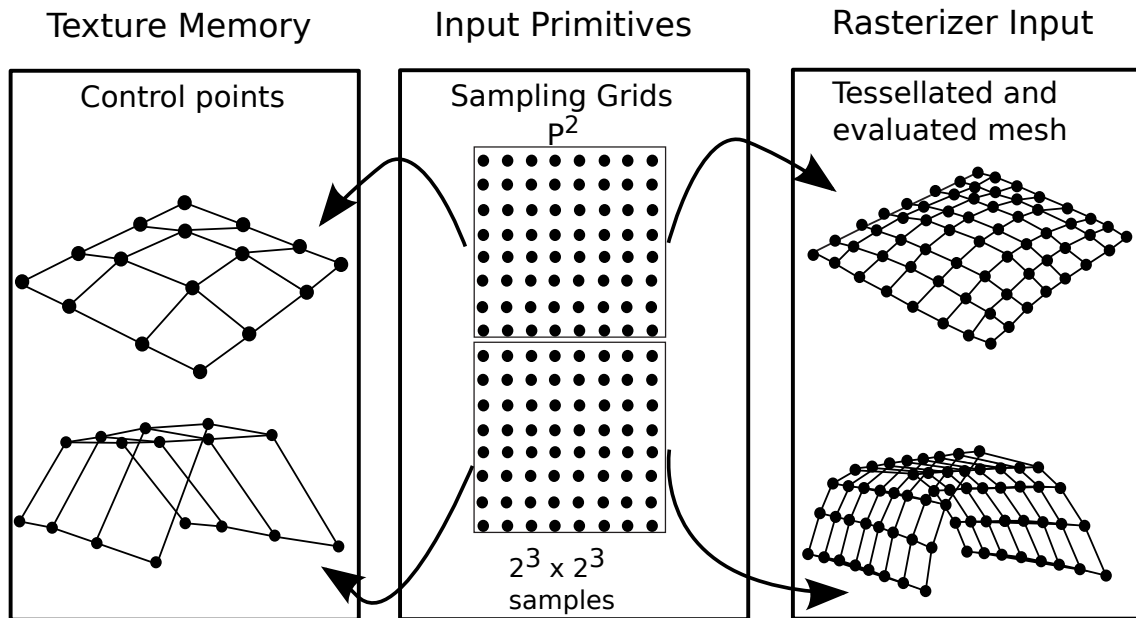 Texture Memory
Input Primitives
Rasterizer Input
Control points
Sampling Grids
P²
Tessellated and
evaluated mesh
2³ x 2³
samples